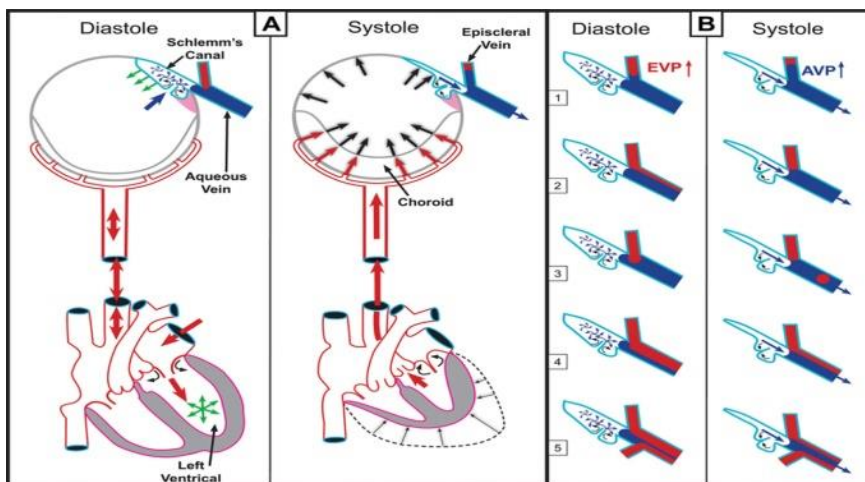 Diastole
A
Systole
Schlemm's
Canal
Aqueous
Vein
Left
Ventrical
Episcleral
Vein
Choroid
Diastole
B
Systole
EVP↑
AVP↑
1
2
3
4
5